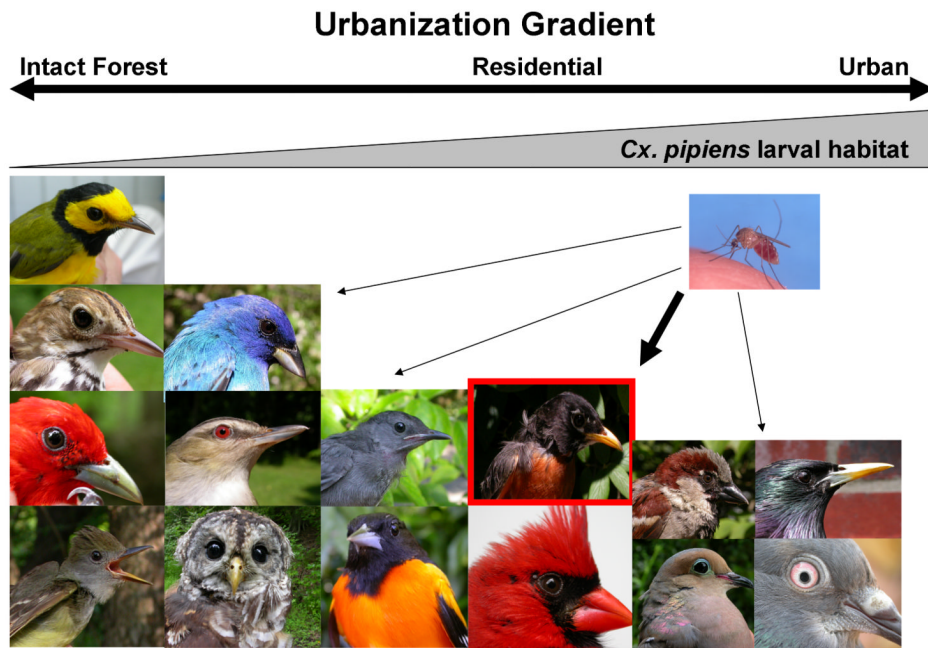 Urbanization Gradient
Intact Forest Residential Urban
Cx. pipiens larval habitat